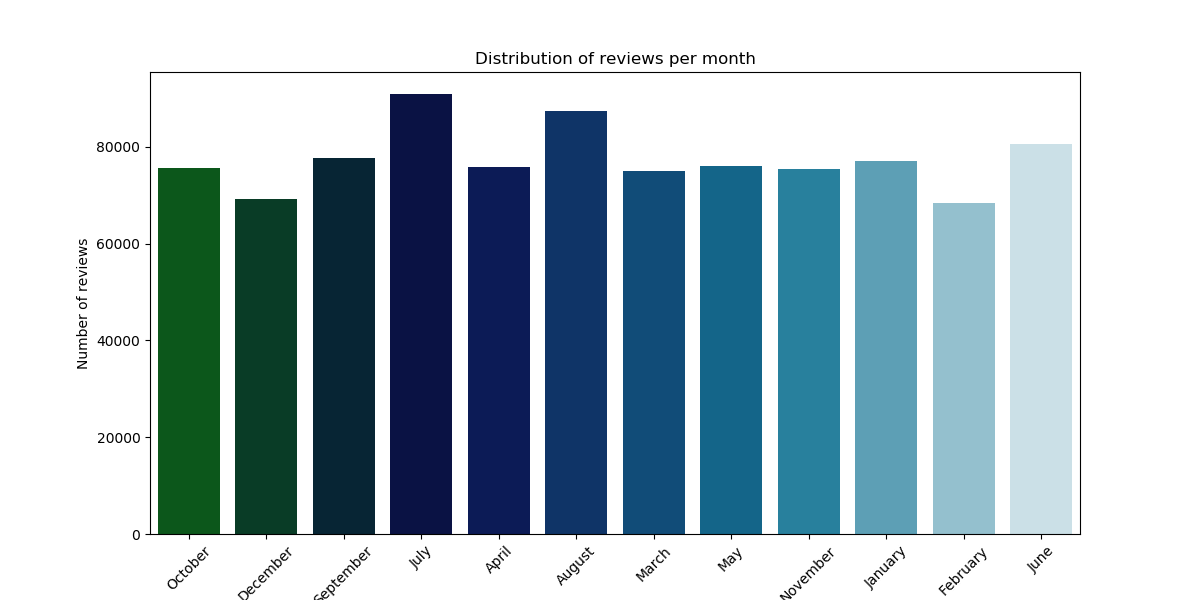 Distribution of reviews per month
Number of reviews
80000
60000
40000
20000
0
October
December
September
July
April
August
March
May
November
January
February
June